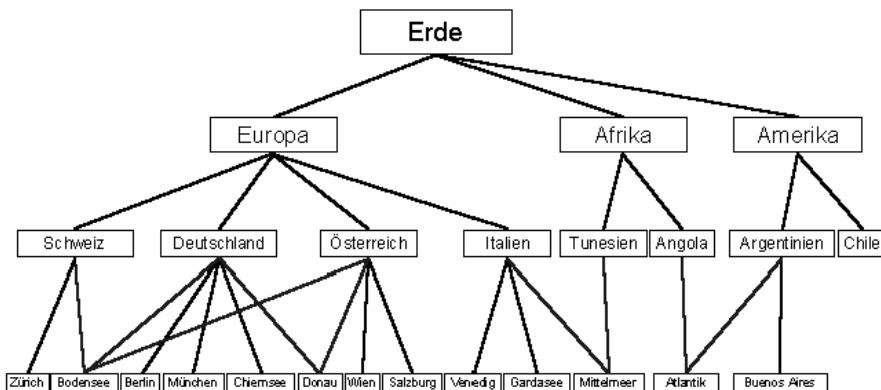 Erde
Europa Afrika Amerika
Schweiz Deutschland Österreich Italien Tunesien Angola Argentinien Chile
Zürich Bodensee Berlin München Chiemsee Donau Wien Salzburg Venedig Gardasee Mittelmeer Atlantik Buenos Aires